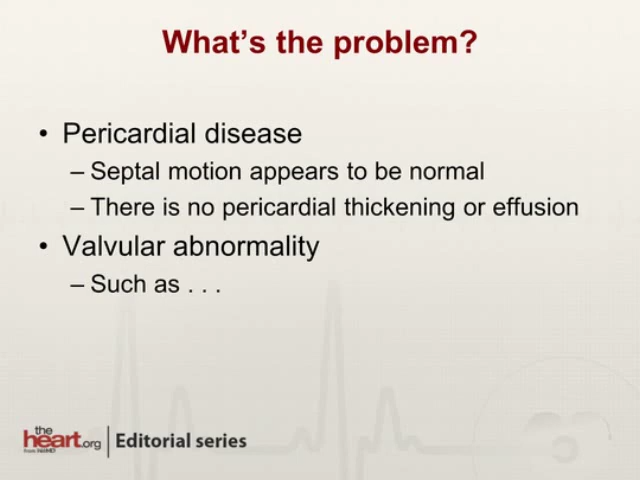 What's the problem?
• Pericardial disease
– Septal motion appears to be normal
– There is no pericardial thickening or effusion
• Valvular abnormality
– Such as . . .
the
heart.org
from WebMD
Editorial series